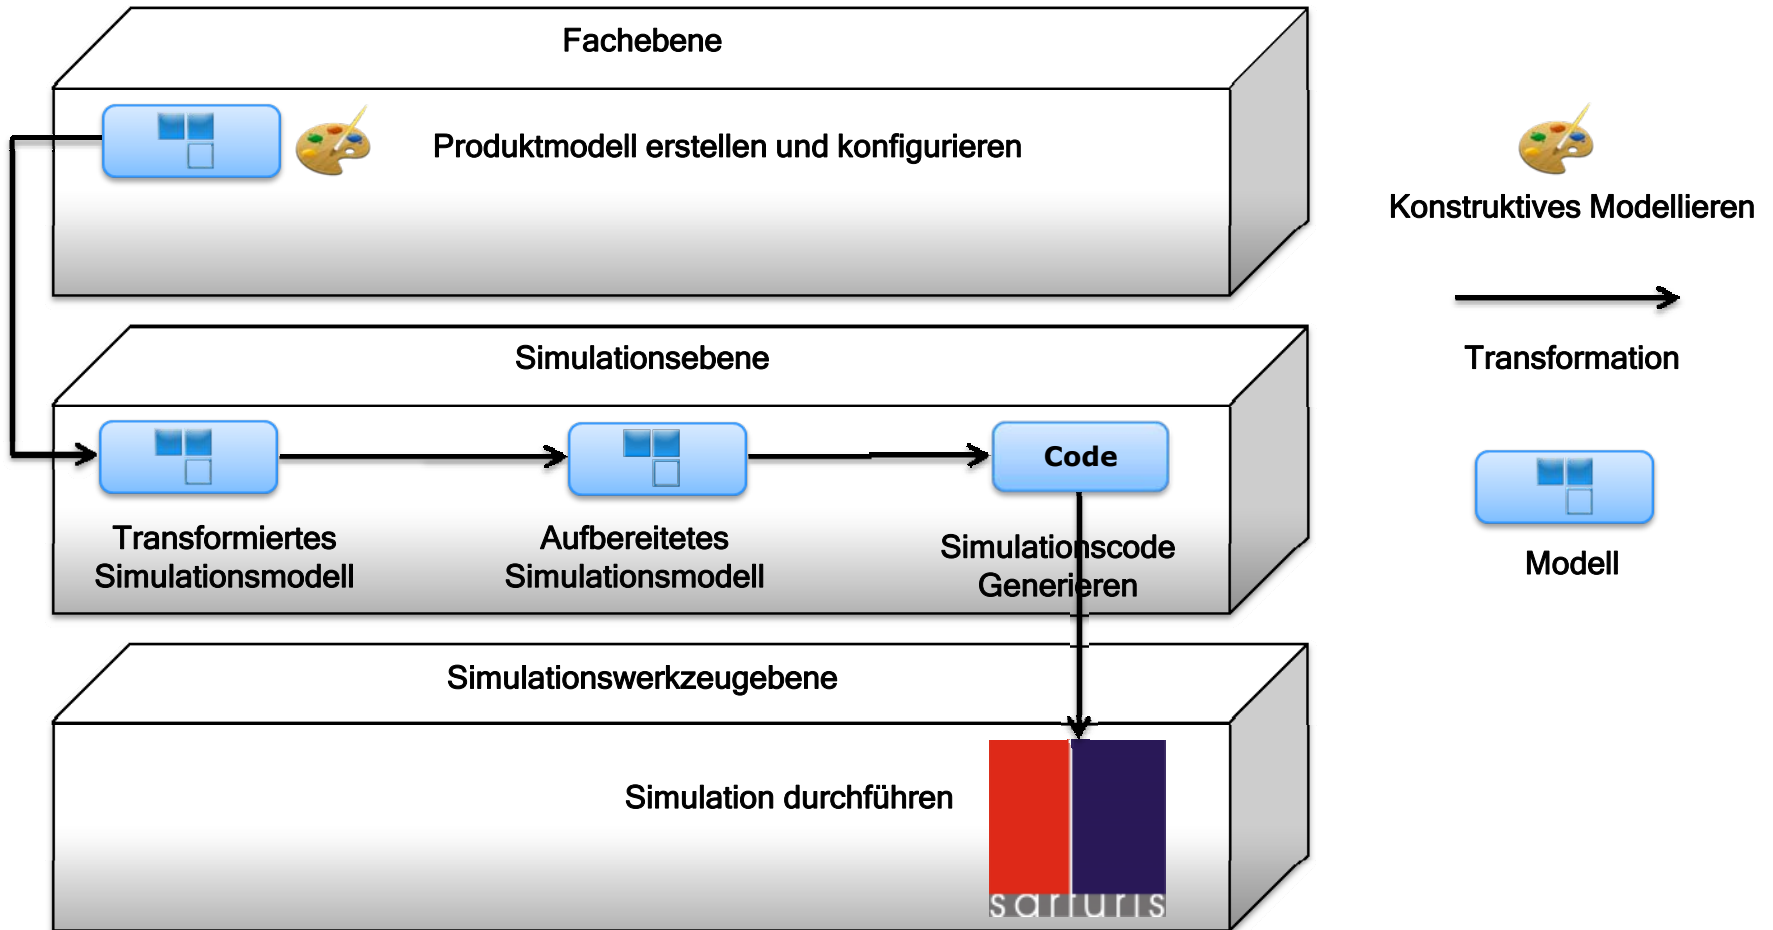 Fachebene
Produktmodell erstellen und konfigurieren
Konstruktives Modellieren
Transformation
Simulationsebene
Code
Transformiertes
Simulationsmodell
Aufbereitetes
Simulationsmodell
Simulationscode
Generieren
Modell
Simulationswerkzeugebene
Simulation durchführen